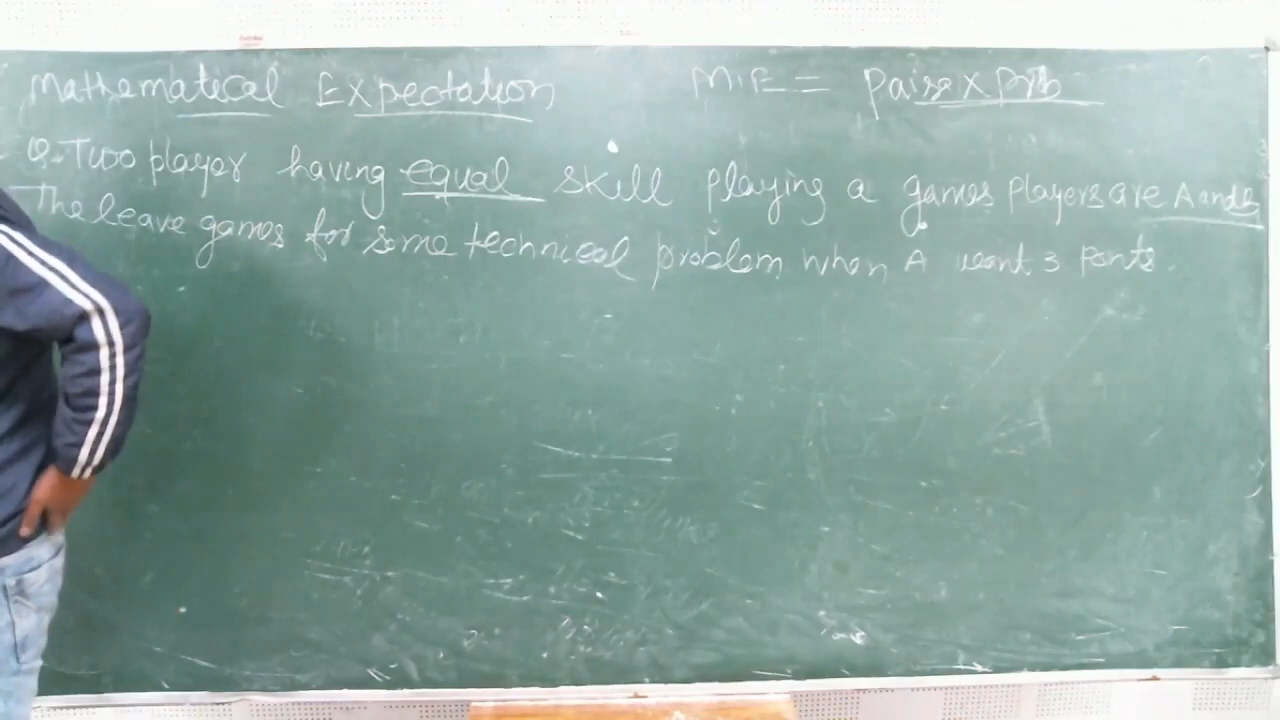 Mathematical Expectation M.E = Paise x prob
Q. Two player having equal skill playing a games players are A and B
The leave games for some technical problem when A want 3 ponts.